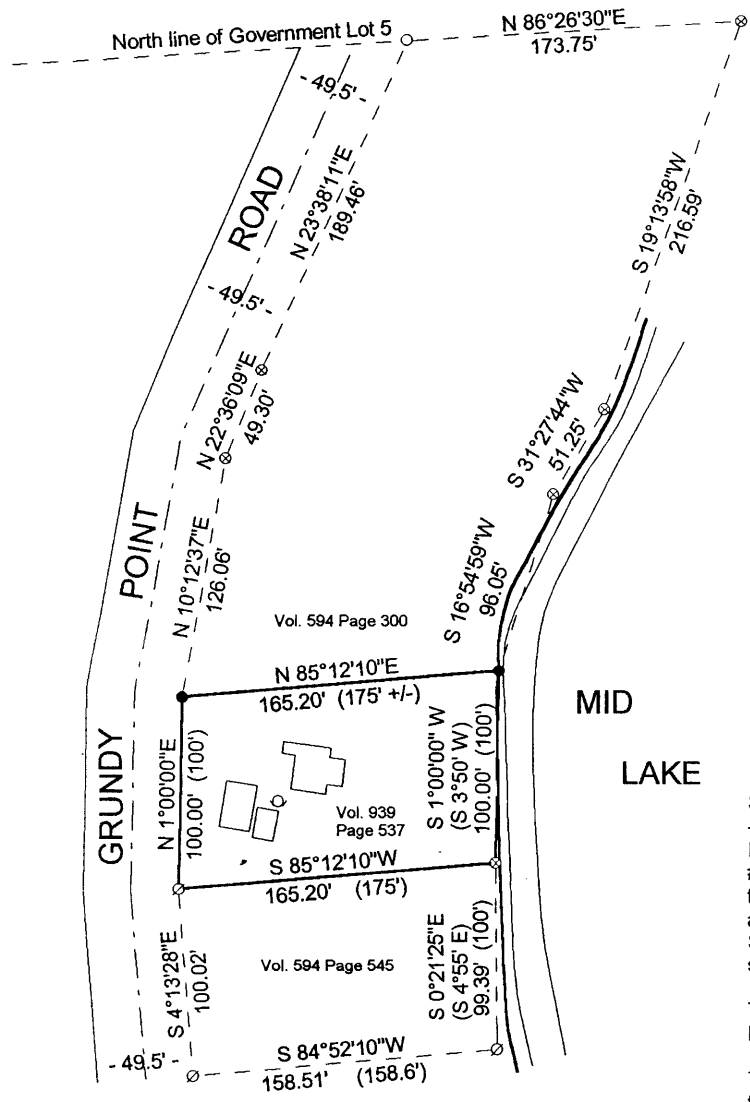 North line of Government Lot 5
N 86°26'30"E
173.75'
- 49.5' -
ROAD
N 23°38'11"E
189.46'
S 19°13'58"W
216.59'
- 49.5' -
N 22°36'09"E
49.30'
S 31°27'44"W
51.25'
POINT
N 10°12'37"E
126.06'
S 16°54'59"W
96.05'
Vol. 594 Page 300
N 85°12'10"E
165.20' (175' +/-)
MID
LAKE
GRUNDY
N 1°00'00"E
100.00' (100')
S 1°00'00" W
(S 3°50' W)
100.00' (100')
Vol. 939
Page 537
S 85°12'10"W
165.20' (175')
S 4°13'28"E
100.02'
Vol. 594 Page 545
S 0°21'25"E
(S 4°55' E)
99.39' (100')
- 49.5' -
S 84°52'10"W
158.51' (158.6')